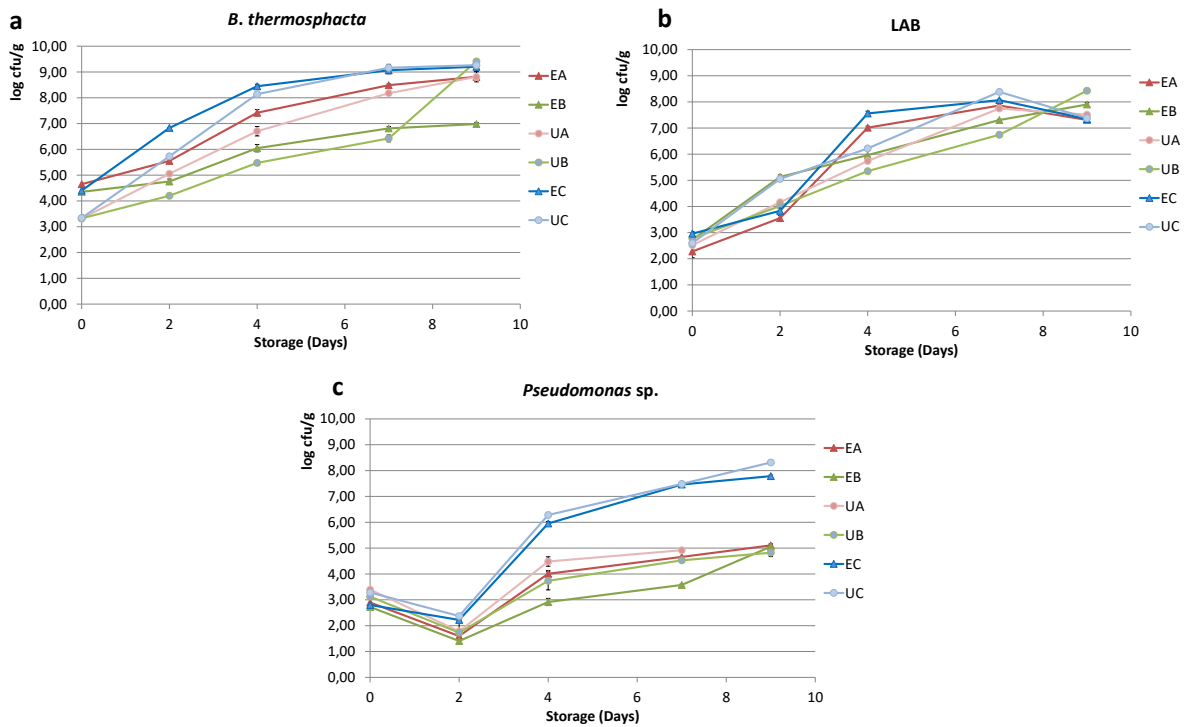 a
B. thermosphacta
log cfu/g
10,00
9,00
8,00
7,00
6,00
5,00
4,00
3,00
2,00
1,00
0,00
0 2 4 6 8 10
Storage (Days)
EA
EB
UA
UB
EC
UC
b
LAB
log cfu/g
10,00
9,00
8,00
7,00
6,00
5,00
4,00
3,00
2,00
1,00
0,00
0 2 4 6 8 10
Storage (Days)
EA
EB
UA
UB
EC
UC
c
Pseudomonas sp.
log cfu/g
10,00
9,00
8,00
7,00
6,00
5,00
4,00
3,00
2,00
1,00
0,00
0 2 4 6 8 10
Storage (Days)
EA
EB
UA
UB
EC
UC